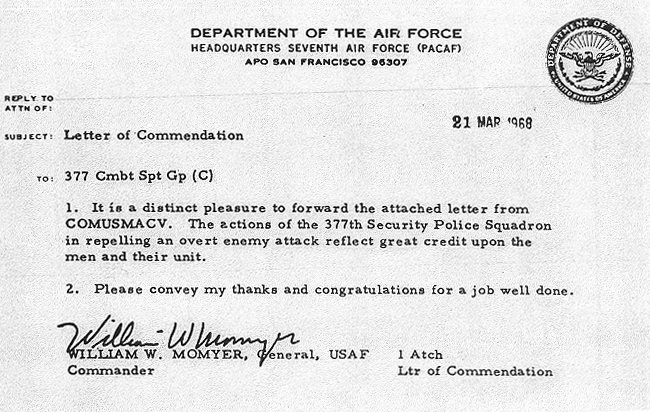 DEPARTMENT OF THE AIR FORCE
HEADQUARTERS SEVENTH AIR FORCE (PACAF)
APO SAN FRANCISCO 96307
DEPARTMENT OF DEFENSE
UNITED STATES OF AMERICA
REPLY TO
ATTN OF:
21 MAR 1968
SUBJECT: Letter of Commendation
TO: 377 Cmbt Spt Gp (C)
1. It is a distinct pleasure to forward the attached letter from
COMUSMACV. The actions of the 377th Security Police Squadron
in repelling an overt enemy attack reflect great credit upon the
men and their unit.
2. Please convey my thanks and congratulations for a job well done.
William W Momyer
WILLIAM W. MOMYER, General, USAF 1 Atch
Commander Ltr of Commendation